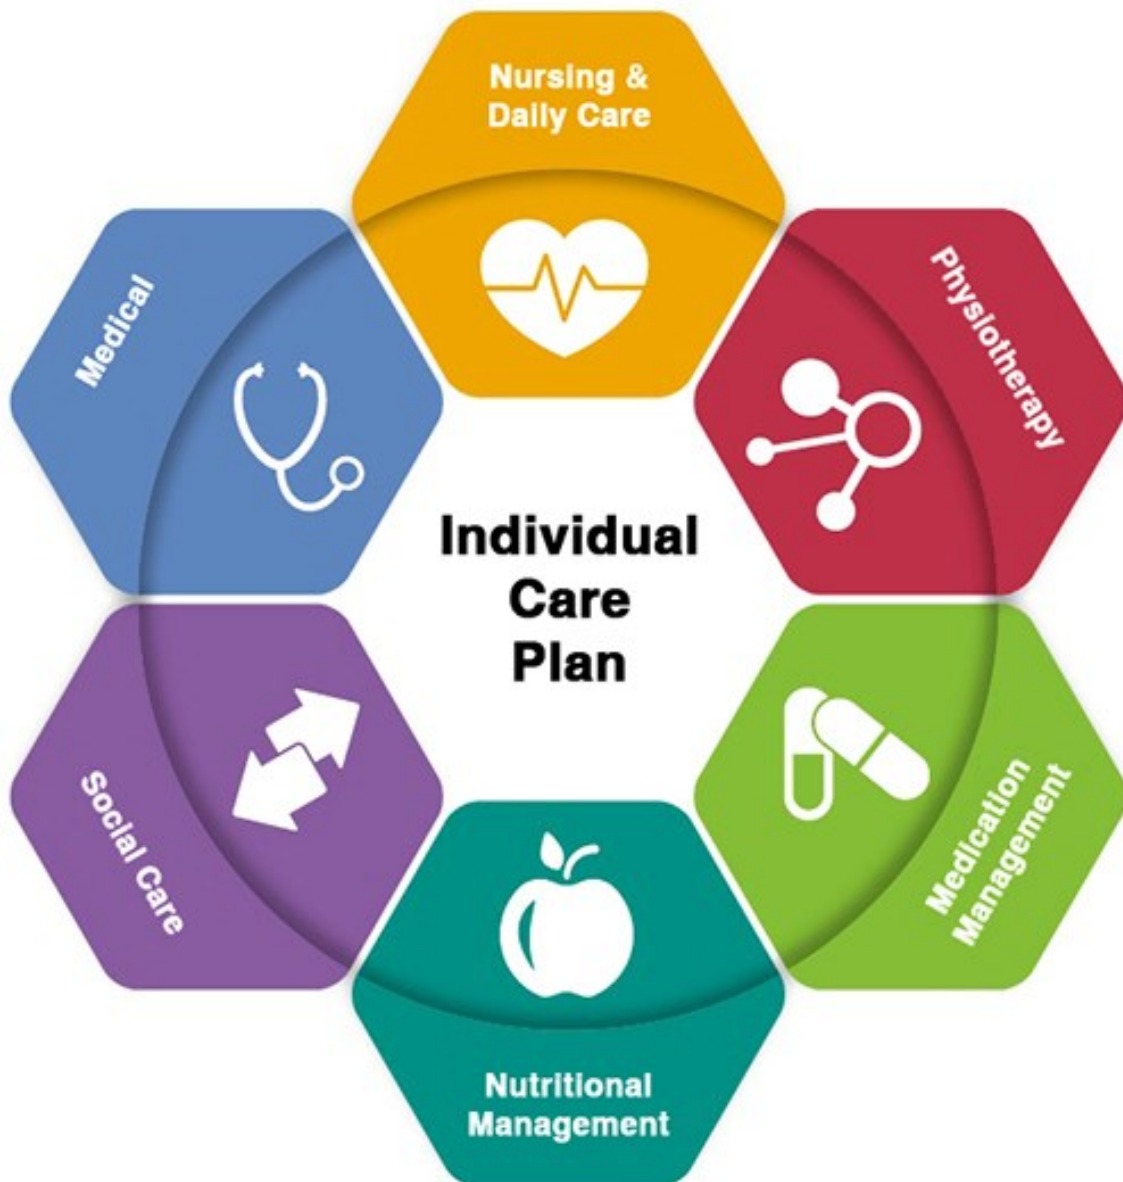 Nursing &
Daily Care
Physiotherapy
Medication
Management
Nutritional
Management
Social Care
Medical
Individual
Care
Plan